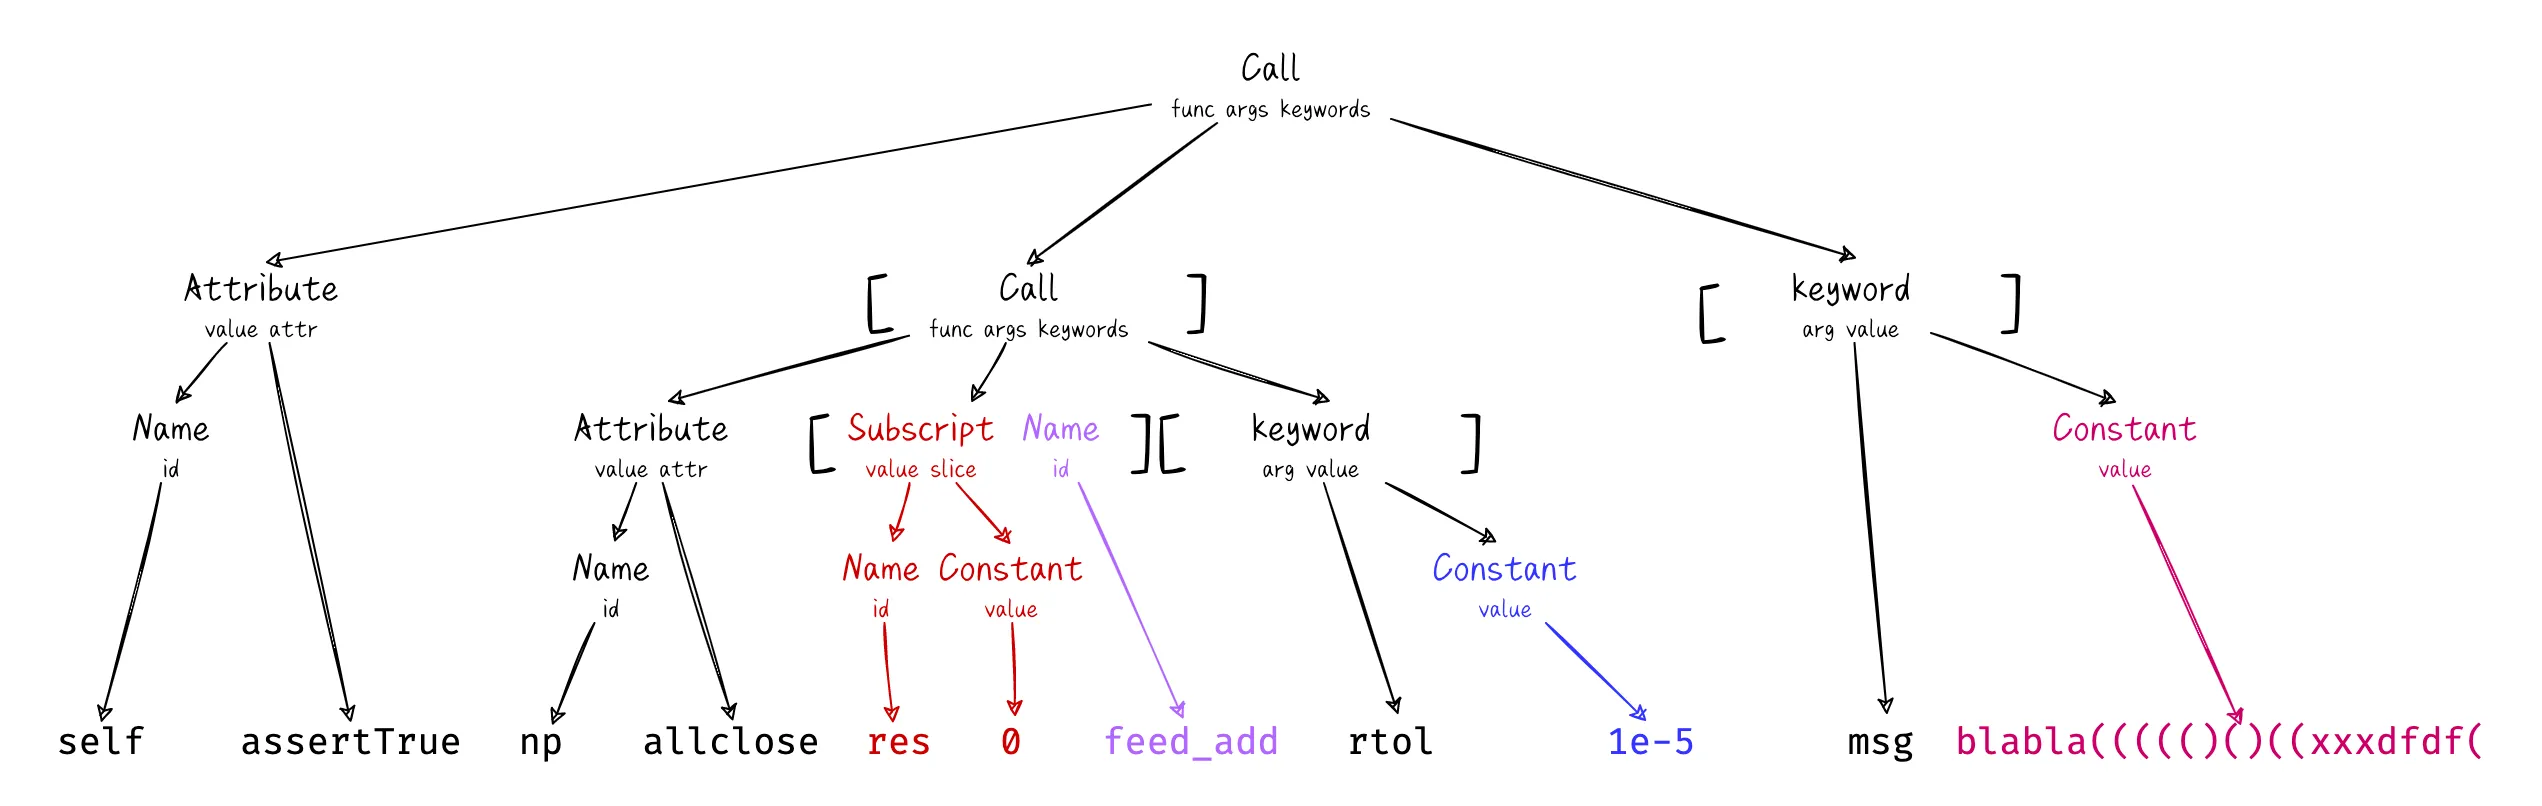 Call
func args keywords
Attribute [ Call ] [ keyword ]
value attr func args keywords arg value
Name Attribute [ Subscript Name ] [ keyword ] Constant
id value attr value slice id arg value value
Name Name Constant Constant
id id value value
self assertTrue np allclose res 0 feed_add rtol 1e-5 msg blabla((((()()((xxxdfdf(